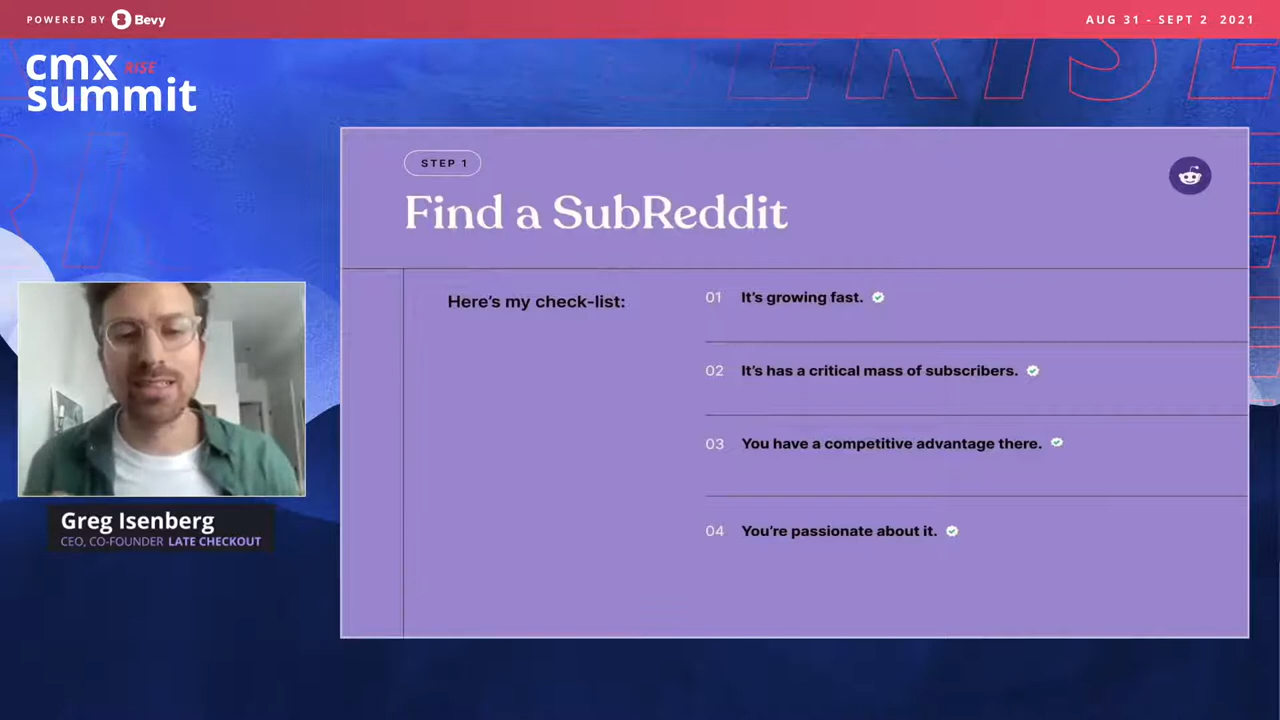 POWERED BY Bevy
AUG 31 - SEPT 2 2021
cmx RISE
summit
ERISE
RI
STEP 1
Find a SubReddit
Here's my check-list:
01 It's growing fast.
02 It's has a critical mass of subscribers.
03 You have a competitive advantage there.
04 You're passionate about it.
Greg Isenberg
CEO, CO-FOUNDER LATE CHECKOUT